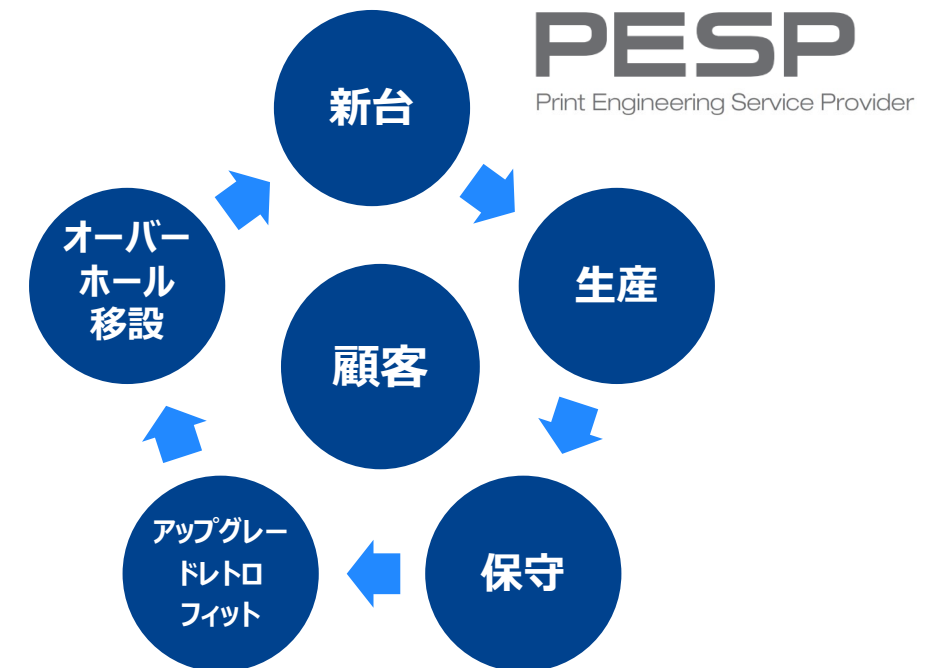 PESP
Print Engineering Service Provider
新台
生産
保守
アップグレー
ドレトロ
フィット
オーバー
ホール
移設
顧客